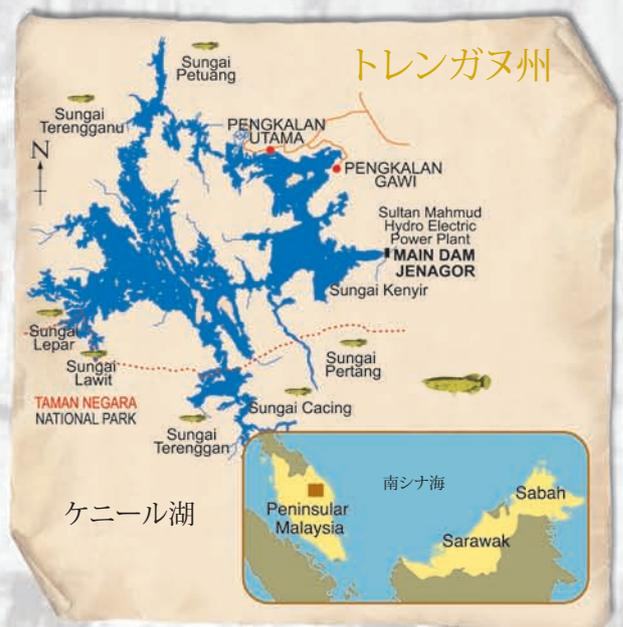 トレンガヌ州
Sungai
Petuang
Sungai
Terengganu
N
PENGKALAN
UTAMA
PENGKALAN
GAWI
Sultan Mahmud
Hydro Electric
Power Plant
MAIN DAM
JENAGOR
Sungai Kenyir
Sungai
Lepar
Sungai
Lawit
Sungai
Pertang
TAMAN NEGARA
NATIONAL PARK
Sungai Cacing
Sungai
Terenggan
ケニール湖
南シナ海
Peninsular
Malaysia
Sabah
Sarawak